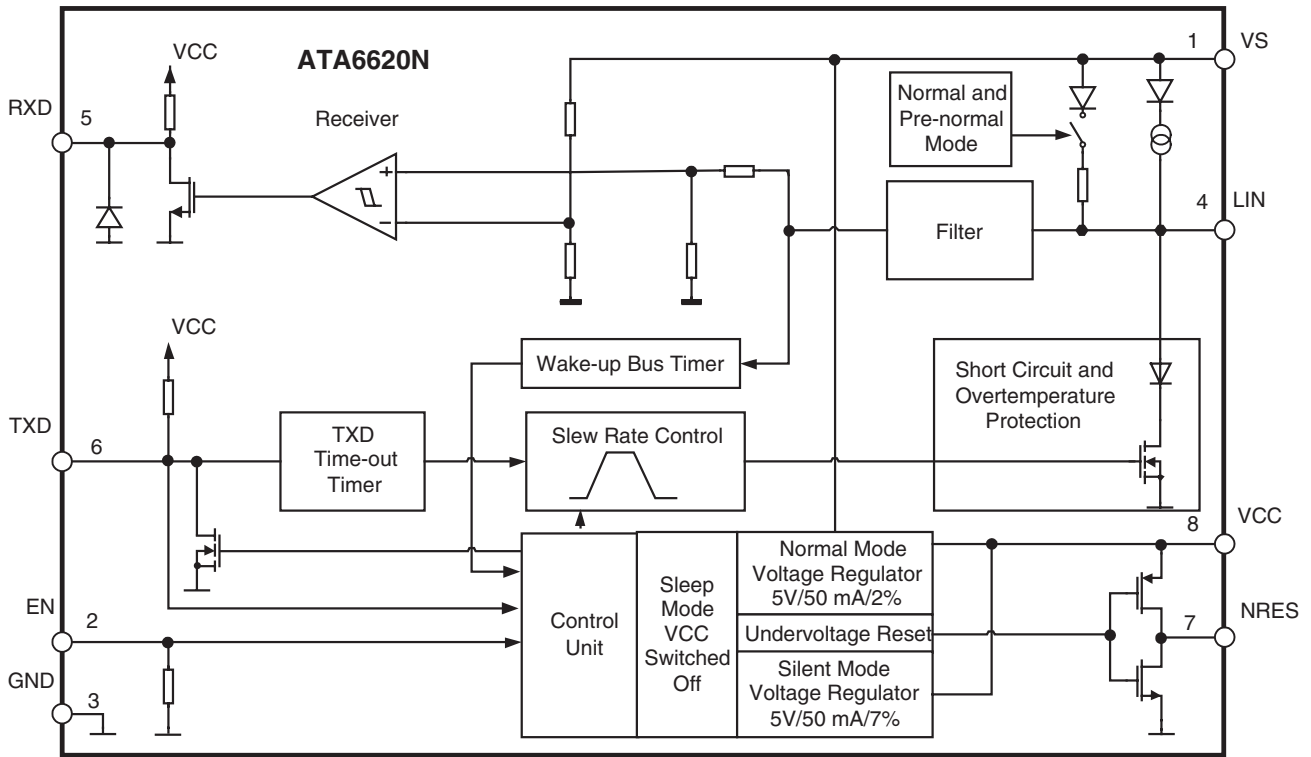 ATA6620N
VCC
1
VS
RXD
5
Receiver
Normal and
Pre-normal
Mode
+
−
4
LIN
Filter
VCC
Wake-up Bus Timer
Short Circuit and
Overtemperature
Protection
TXD
6
TXD
Time-out
Timer
Slew Rate Control
8
VCC
EN
2
Control
Unit
Sleep
Mode
VCC
Switched
Off
Normal Mode
Voltage Regulator
5V/50 mA/2%
Undervoltage Reset
Silent Mode
Voltage Regulator
5V/50 mA/7%
7
NRES
GND
3